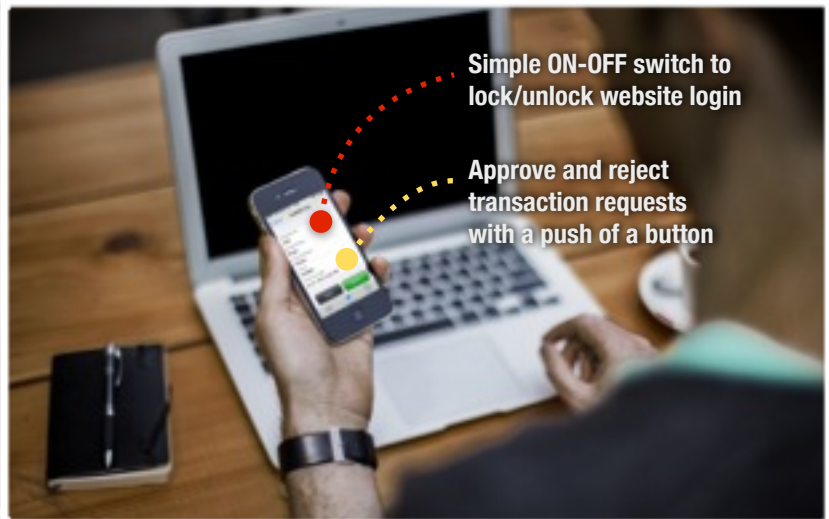 Simple ON-OFF switch to
lock/unlock website login
Approve and reject
transaction requests
with a push of a button